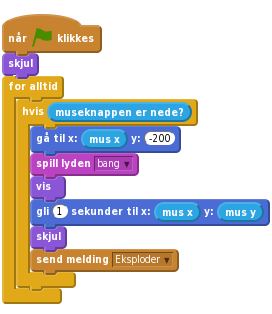 når klikkes
skjul
for alltid
hvis museknappen er nede?
gå til x: mus x y: -200
spill lyden bang
vis
gli 1 sekunder til x: mus x y: mus y
skjul
send melding Eksploder